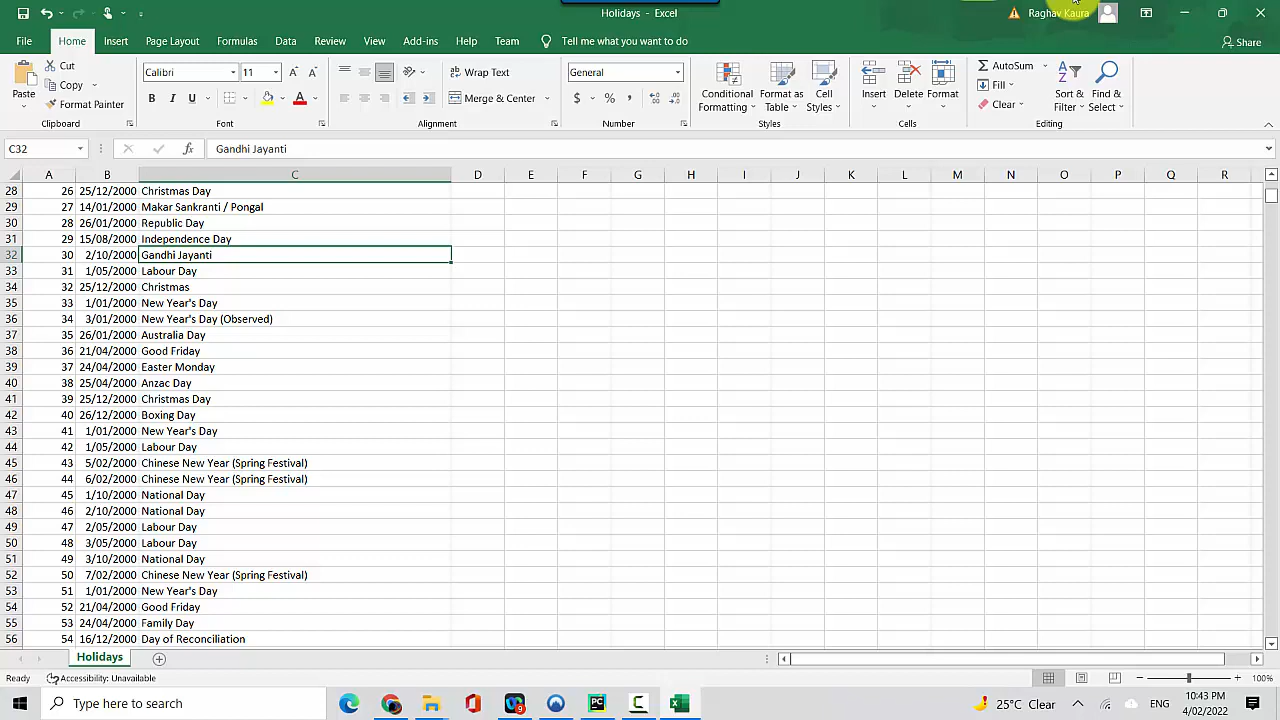 Holidays - Excel
Raghav Kaura
File Home Insert Page Layout Formulas Data Review View Add-ins Help Team Tell me what you want to do Share
Paste Cut Copy Format Painter Clipboard
Calibri 11 A A B I U A Font
ab Wrap Text Merge & Center Alignment
General $ % , Number
Conditional Formatting Format as Table Cell Styles Styles
Insert Delete Format Cells
AutoSum Fill Clear Sort & Filter Find & Select Editing
C32 fx Gandhi Jayanti
A B C D E F G H I J K L M N O P Q R
28 26 25/12/2000 Christmas Day
29 27 14/01/2000 Makar Sankranti / Pongal
30 28 26/01/2000 Republic Day
31 29 15/08/2000 Independence Day
32 30 2/10/2000 Gandhi Jayanti
33 31 1/05/2000 Labour Day
34 32 25/12/2000 Christmas
35 33 1/01/2000 New Year's Day
36 34 3/01/2000 New Year's Day (Observed)
37 35 26/01/2000 Australia Day
38 36 21/04/2000 Good Friday
39 37 24/04/2000 Easter Monday
40 38 25/04/2000 Anzac Day
41 39 25/12/2000 Christmas Day
42 40 26/12/2000 Boxing Day
43 41 1/01/2000 New Year's Day
44 42 1/05/2000 Labour Day
45 43 5/02/2000 Chinese New Year (Spring Festival)
46 44 6/02/2000 Chinese New Year (Spring Festival)
47 45 1/10/2000 National Day
48 46 2/10/2000 National Day
49 47 2/05/2000 Labour Day
50 48 3/05/2000 Labour Day
51 49 3/10/2000 National Day
52 50 7/02/2000 Chinese New Year (Spring Festival)
53 51 1/01/2000 New Year's Day
54 52 21/04/2000 Good Friday
55 53 24/04/2000 Family Day
56 54 16/12/2000 Day of Reconciliation
Holidays
Ready Accessibility: Unavailable 100%
Type here to search 9 PC 25°C Clear ENG 10:43 PM
4/02/2022